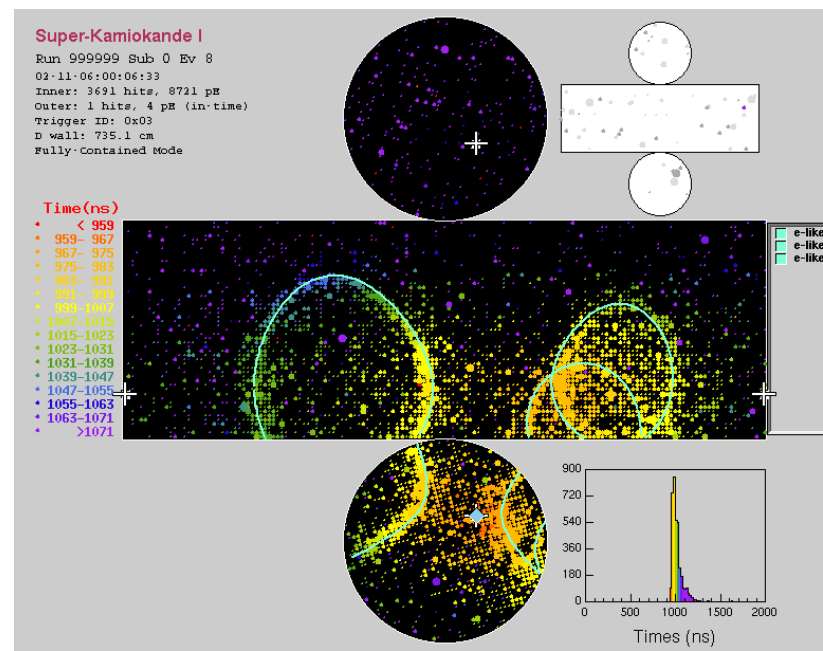 Super-Kamiokande I
Run 999999 Sub 0 Ev 8
02-11-06:00:06:33
Inner: 3691 hits, 8721 pE
Outer: 1 hits, 4 pE (in-time)
Trigger ID: 0x03
D wall: 735.1 cm
Fully-Contained Mode
Time(ns)
< 959
959- 967
967- 975
975- 983
983- 991
991- 999
999-1007
1007-1015
1015-1023
1023-1031
1031-1039
1039-1047
1047-1055
1055-1063
1063-1071
>1071
e-like
e-like
e-like
900
720
540
360
180
0
0 500 1000 1500 2000
Times (ns)